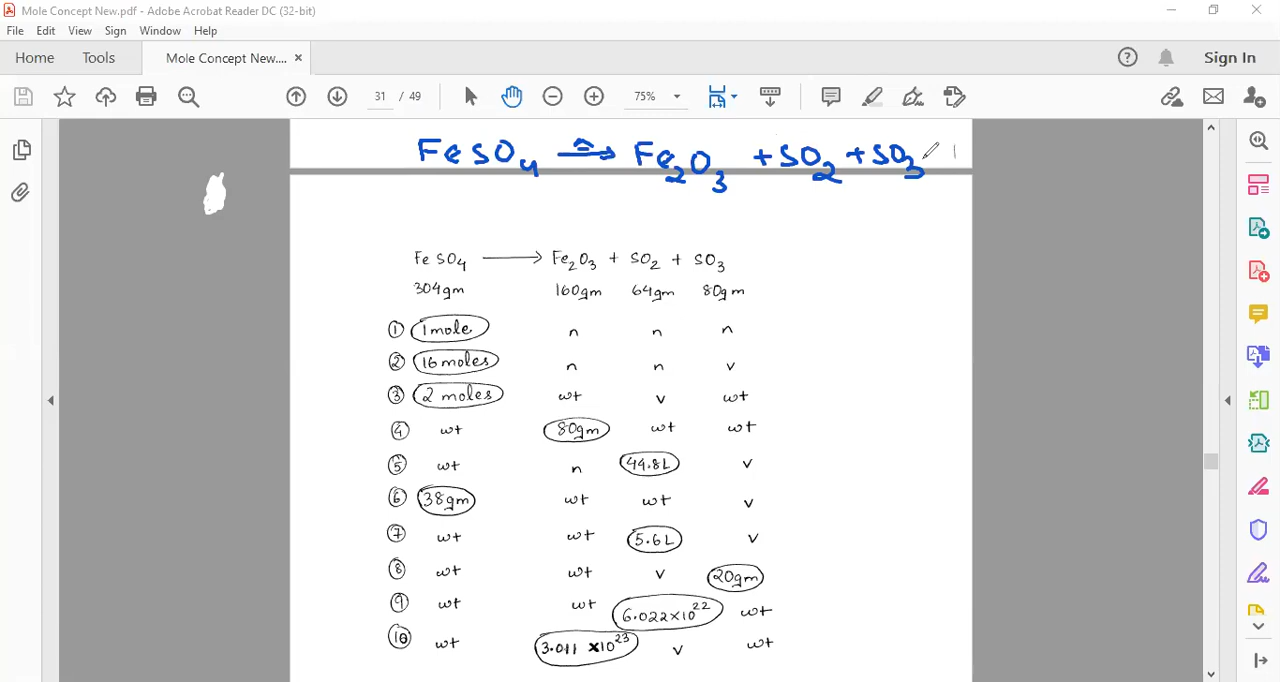 Mole Concept New.pdf - Adobe Acrobat Reader DC (32-bit)
File Edit View Sign Window Help
Home Tools Mole Concept New.... × Sign In
31 / 49 75%
FeSO4 ⟶ Fe2O3 + SO2 + SO3
FeSO4 ⟶ Fe2O3 + SO2 + SO3
304gm 160gm 64gm 80gm
① 1mole n n n
② 16 moles n n v
③ 2 moles wt v wt
④ wt 80gm wt wt
⑤ wt n 44.8L v
⑥ 38gm wt wt v
⑦ wt wt 5.6L v
⑧ wt wt v 20gm
⑨ wt wt 6.022×10^22 wt
⑩ wt 3.011 ×10^23 v wt